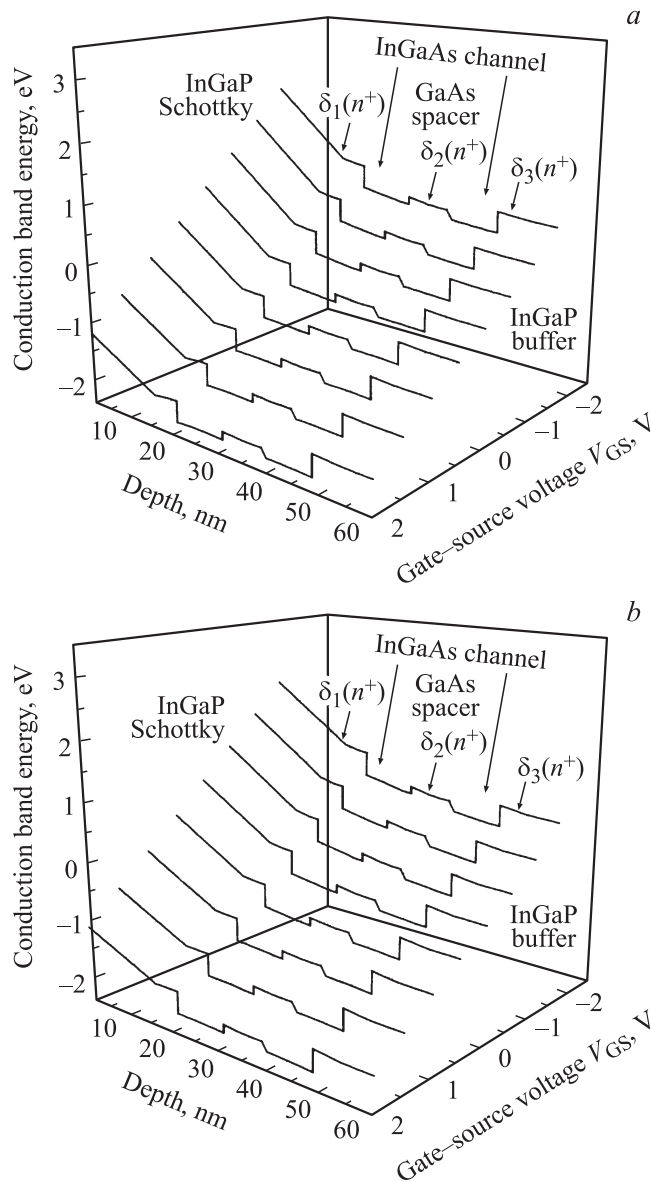 a
Conduction band energy, eV
3
2
1
0
−1
−2
InGaP
Schottky
InGaAs channel
δ1(n+)
GaAs
spacer
δ2(n+)
δ3(n+)
InGaP
buffer
10
20
30
40
50
60
Depth, nm
2
1
0
−1
−2
Gate–source voltage VGS, V
b
Conduction band energy, eV
3
2
1
0
−1
−2
InGaP
Schottky
InGaAs channel
δ1(n+)
GaAs
spacer
δ2(n+)
δ3(n+)
InGaP
buffer
10
20
30
40
50
60
Depth, nm
2
1
0
−1
−2
Gate–source voltage VGS, V